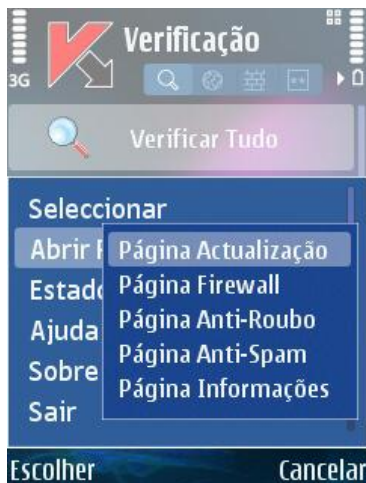 Verificação
3G
Verificar Tudo
Seleccionar
Abrir
Página Actualização
Página Firewall
Estado
Página Anti-Roubo
Ajuda
Página Anti-Spam
Sobre
Página Informações
Sair
Escolher
Cancelar